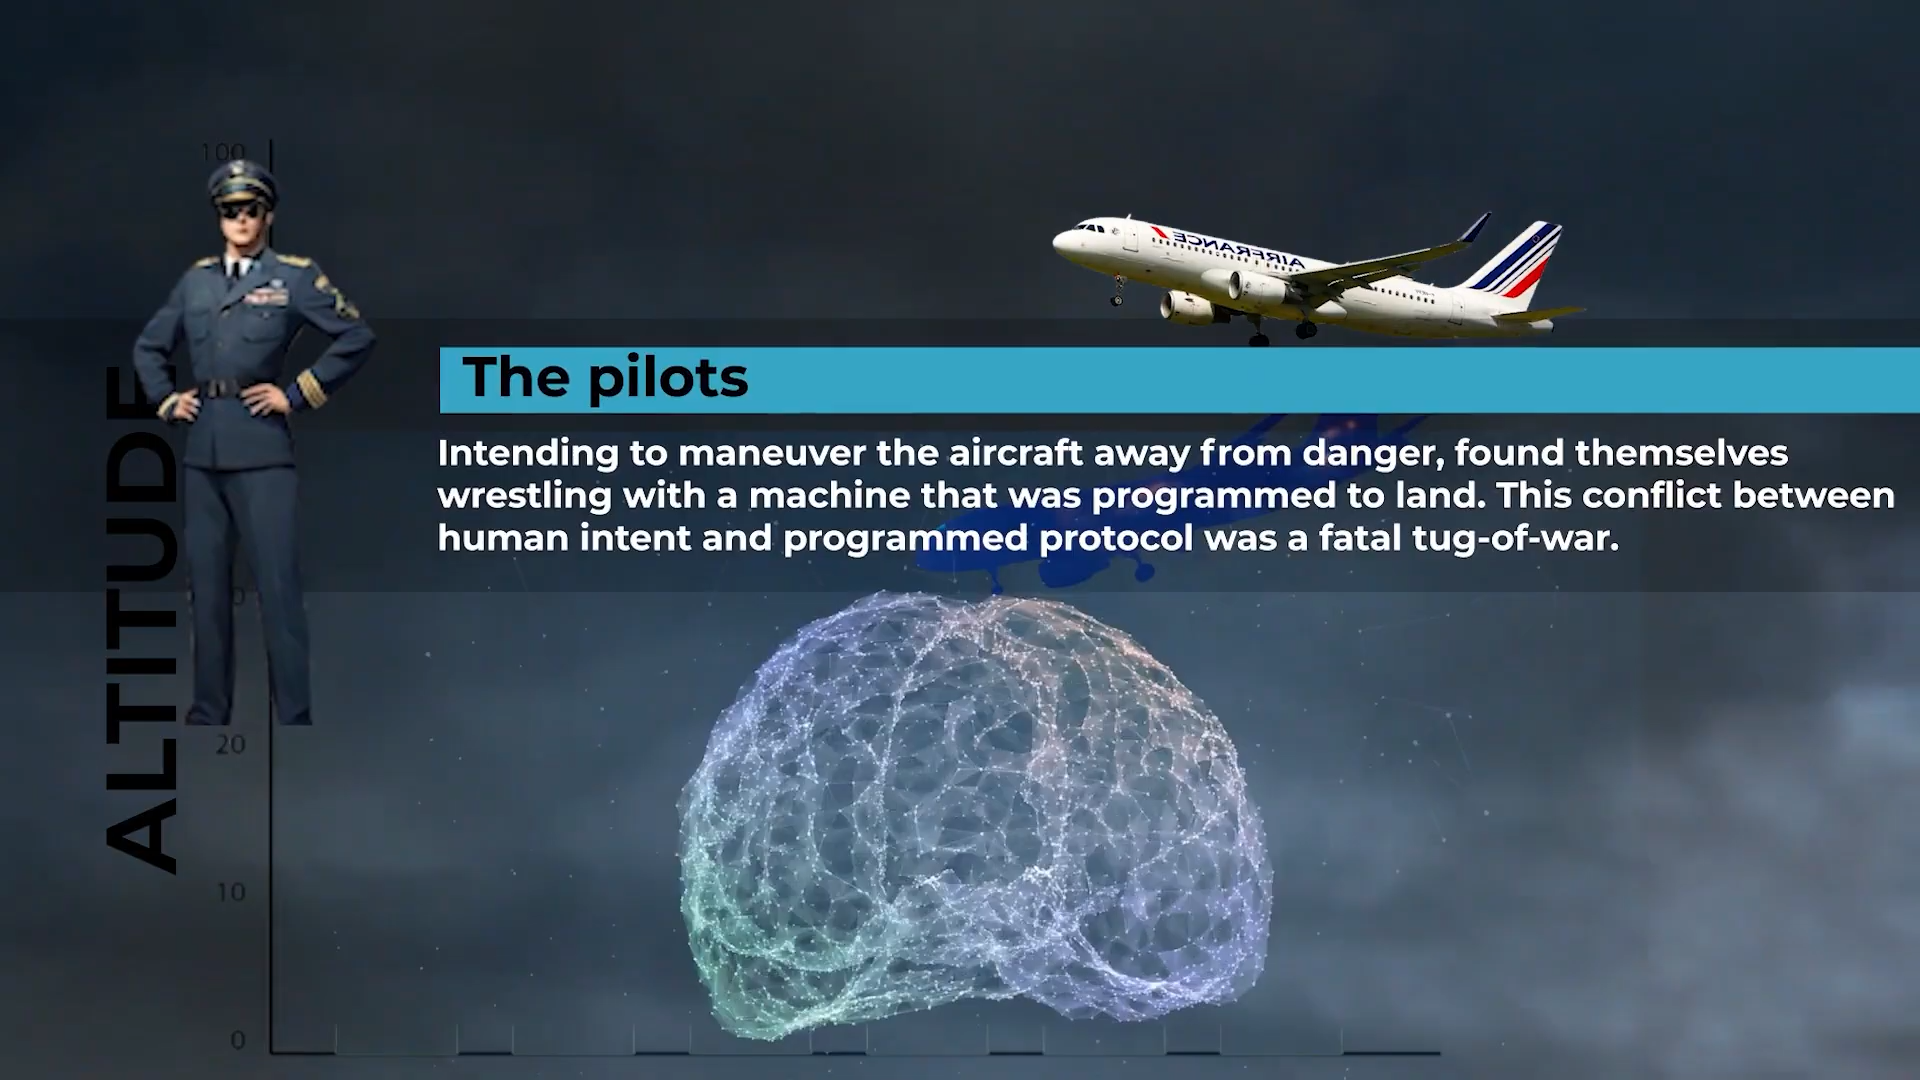 100
AIRFRANCE
The pilots
Intending to maneuver the aircraft away from danger, found themselves
wrestling with a machine that was programmed to land. This conflict between
human intent and programmed protocol was a fatal tug-of-war.
ALTITUDE
20
10
0